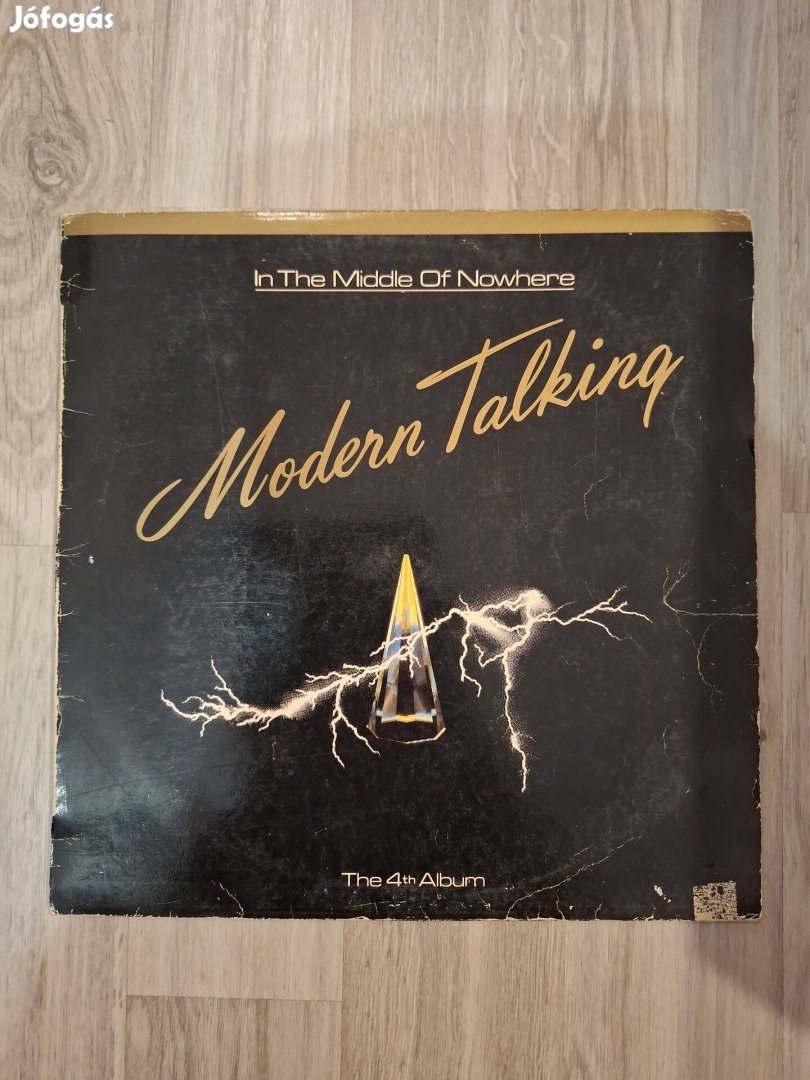 Jófogás
In The Middle Of Nowhere
Modern Talking
The 4th Album